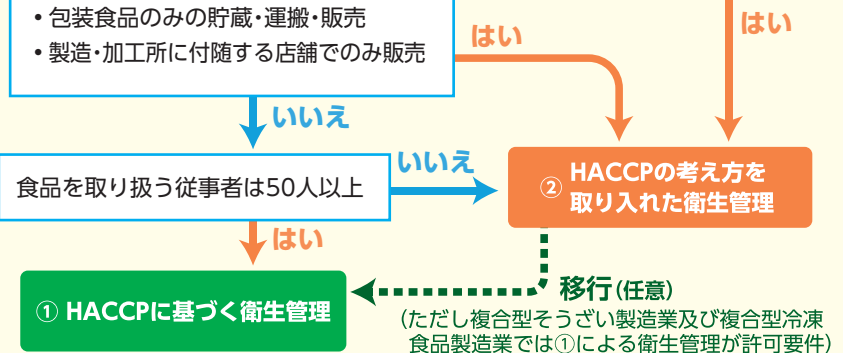 • 包装食品のみの貯蔵・運搬・販売
• 製造・加工所に付随する店舗でのみ販売
はい
はい
いいえ
食品を取り扱う従事者は50人以上
いいえ
② HACCPの考え方を
取り入れた衛生管理
はい
① HACCPに基づく衛生管理
移行(任意)
(ただし複合型そうざい製造業及び複合型冷凍
食品製造業では①による衛生管理が許可要件)